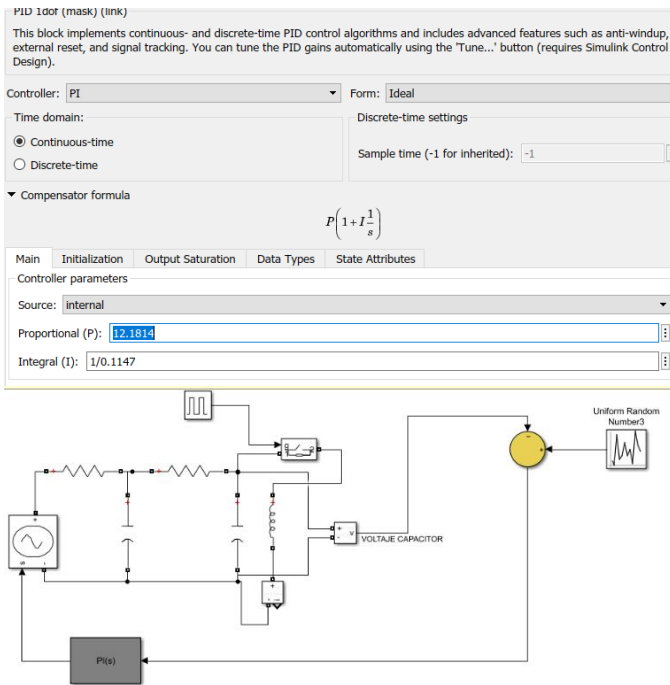 PID 1dof (mask) (link)
This block implements continuous- and discrete-time PID control algorithms and includes advanced features such as anti-windup,
external reset, and signal tracking. You can tune the PID gains automatically using the 'Tune...' button (requires Simulink Control
Design).
Controller: PI
Form: Ideal
Time domain:
Discrete-time settings
Continuous-time
Discrete-time
Sample time (-1 for inherited): -1
Compensator formula
P(1+I 1/s)
Main Initialization Output Saturation Data Types State Attributes
Controller parameters
Source: internal
Proportional (P): 12.1814
Integral (I): 1/0.1147
Uniform Random
Number3
VOLTAJE CAPACITOR
PI(s)